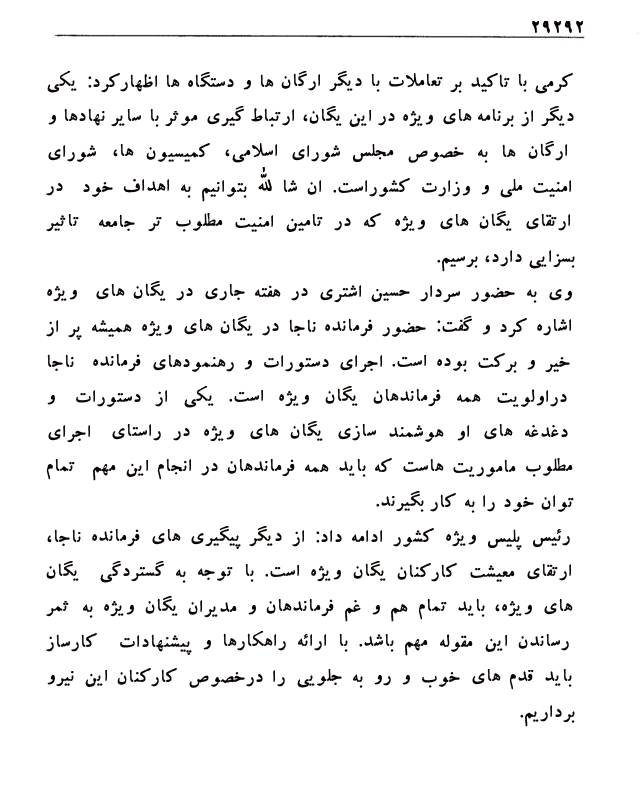 ۲۹۲۹۲
کرمی با تاکید بر تعاملات با دیگر ارگان ها و دستگاه ها اظهارکرد: یکی
دیگر از برنامه های ویژه در این یگان، ارتباط گیری موثر با سایر نهادها و
ارگان ها به خصوص مجلس شورای اسلامی، کمیسیون ها، شورای
امنیت ملی و وزارت کشوراست. ان شا الله بتوانیم به اهداف خود در
ارتقای یگان های ویژه که در تامین امنیت مطلوب تر جامعه تاثیر
بسزایی دارد، برسیم.
وی به حضور سردار حسین اشتری در هفته جاری در یگان های ویژه
اشاره کرد و گفت: حضور فرمانده ناجا در یگان های ویژه همیشه پر از
خیر و برکت بوده است. اجرای دستورات و رهنمودهای فرمانده ناجا
دراولویت همه فرماندهان یگان ویژه است. یکی از دستورات و
دغدغه های او هوشمند سازی یگان های ویژه در راستای اجرای
مطلوب ماموریت هاست که باید همه فرماندهان در انجام این مهم تمام
توان خود را به کار بگیرند.
رئیس پلیس ویژه کشور ادامه داد: از دیگر پیگیری های فرمانده ناجا،
ارتقای معیشت کارکنان یگان ویژه است. با توجه به گستردگی یگان
های ویژه، باید تمام هم و غم فرماندهان و مدیران یگان ویژه به ثمر
رساندن این مقوله مهم باشد. با ارائه راهکارها و پیشنهادات کارساز
باید قدم های خوب و رو به جلویی را درخصوص کارکنان این نیرو
برداریم.